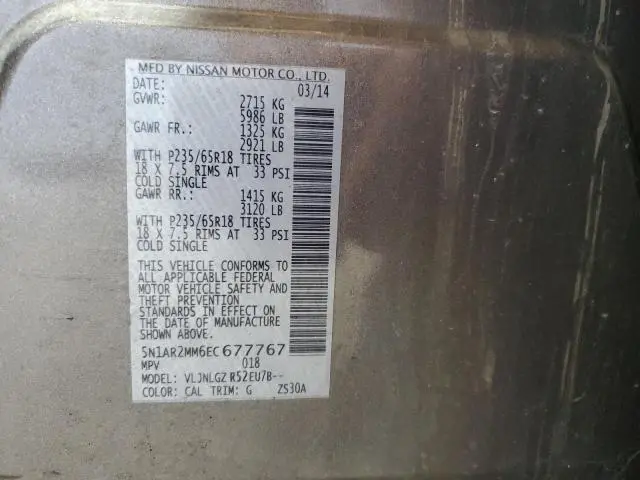 MFD BY NISSAN MOTOR CO., LTD.
DATE: 03/14
GVWR: 2715 KG
5986 LB
GAWR FR.: 1325 KG
2921 LB
WITH P235/65R18 TIRES
18 X 7.5 RIMS AT 33 PSI
COLD SINGLE
GAWR RR.: 1415 KG
3120 LB
WITH P235/65R18 TIRES
18 X 7.5 RIMS AT 33 PSI
COLD SINGLE
THIS VEHICLE CONFORMS TO
ALL APPLICABLE FEDERAL
MOTOR VEHICLE SAFETY AND
THEFT PREVENTION
STANDARDS IN EFFECT ON
THE DATE OF MANUFACTURE
SHOWN ABOVE.
5N1AR2MM6EC677767
MPV 018
MODEL: VLJNLGZ R52EU7B--
COLOR: CAL TRIM: G ZS30A